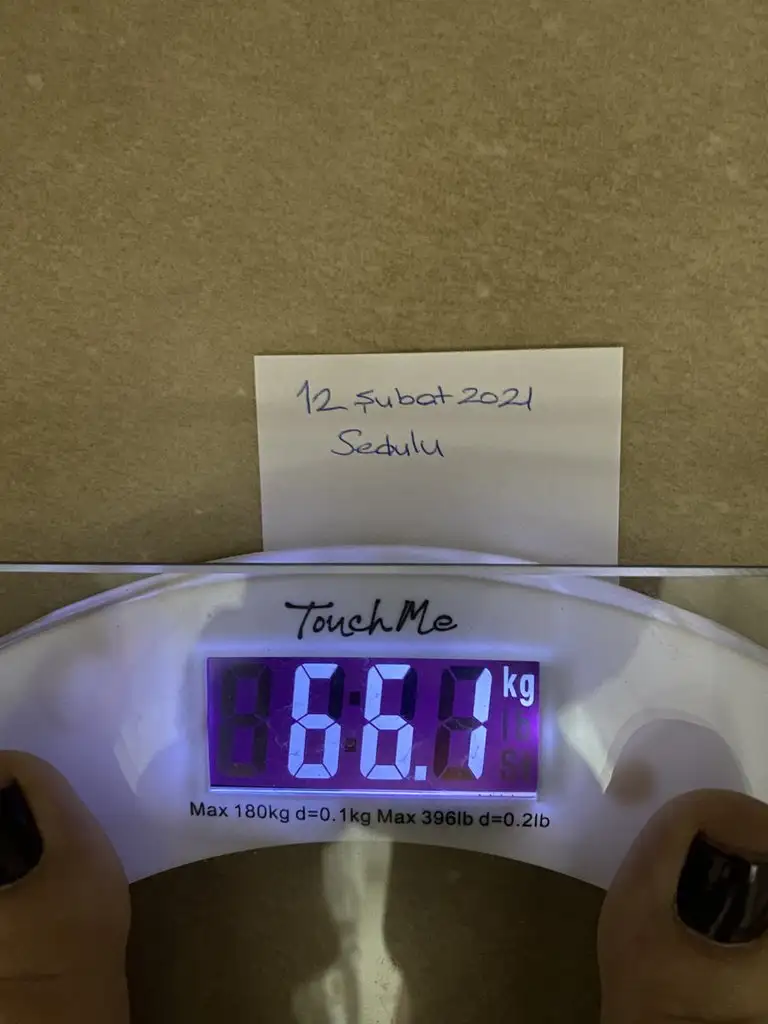 12 Şubat 2021
Sedulu
TouchMe
66.1 kg
Max 180kg d=0.1kg Max 396lb d=0.2lb